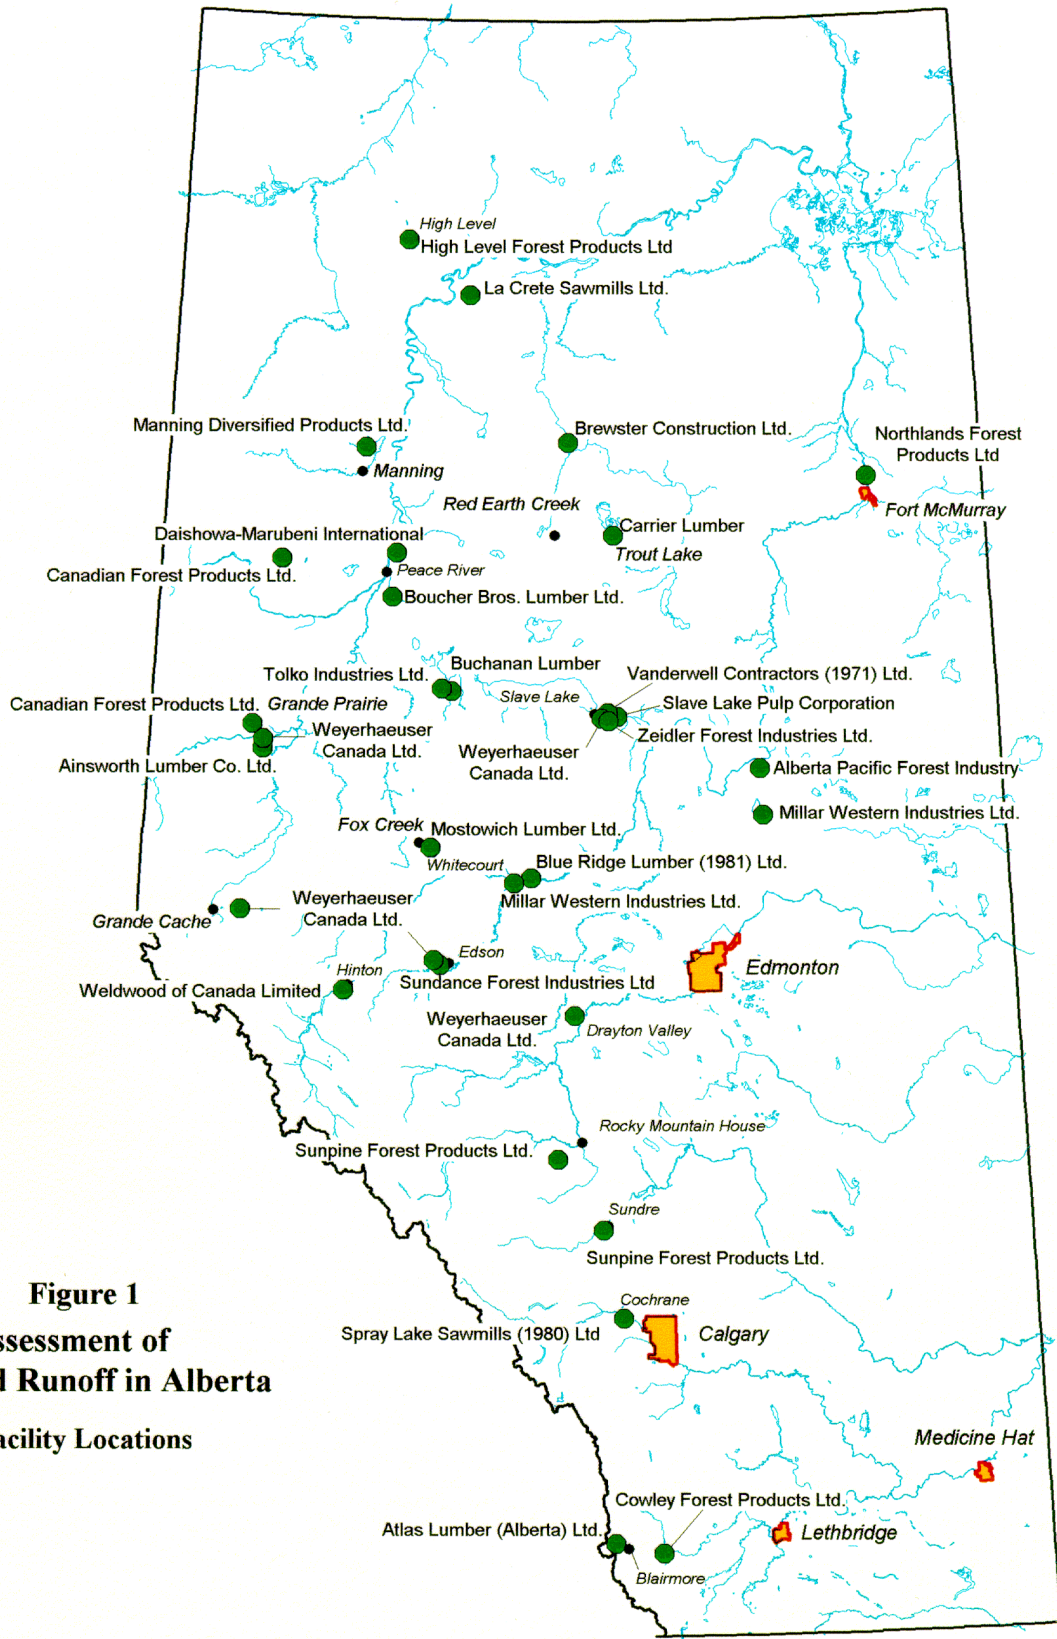 High Level
High Level Forest Products Ltd
La Crete Sawmills Ltd.
Manning Diversified Products Ltd.
Manning
Brewster Construction Ltd.
Northlands Forest
Products Ltd
Fort McMurray
Red Earth Creek
Carrier Lumber
Trout Lake
Daishowa-Marubeni International
Canadian Forest Products Ltd.
Peace River
Boucher Bros. Lumber Ltd.
Buchanan Lumber
Tolko Industries Ltd.
Vanderwell Contractors (1971) Ltd.
Slave Lake
Slave Lake Pulp Corporation
Canadian Forest Products Ltd.
Grande Prairie
Weyerhaeuser
Canada Ltd.
Zeidler Forest Industries Ltd.
Weyerhaeuser
Canada Ltd.
Ainsworth Lumber Co. Ltd.
Alberta Pacific Forest Industry
Millar Western Industries Ltd.
Fox Creek
Mostowich Lumber Ltd.
Whitecourt
Blue Ridge Lumber (1981) Ltd.
Millar Western Industries Ltd.
Weyerhaeuser
Canada Ltd.
Grande Cache
Edson
Edmonton
Hinton
Sundance Forest Industries Ltd
Weldwood of Canada Limited
Weyerhaeuser
Canada Ltd.
Drayton Valley
Rocky Mountain House
Sunpine Forest Products Ltd.
Sundre
Sunpine Forest Products Ltd.
Figure 1
ssessment of
d Runoff in Alberta
acility Locations
Cochrane
Spray Lake Sawmills (1980) Ltd
Calgary
Medicine Hat
Cowley Forest Products Ltd.
Atlas Lumber (Alberta) Ltd.
Lethbridge
Blairmore